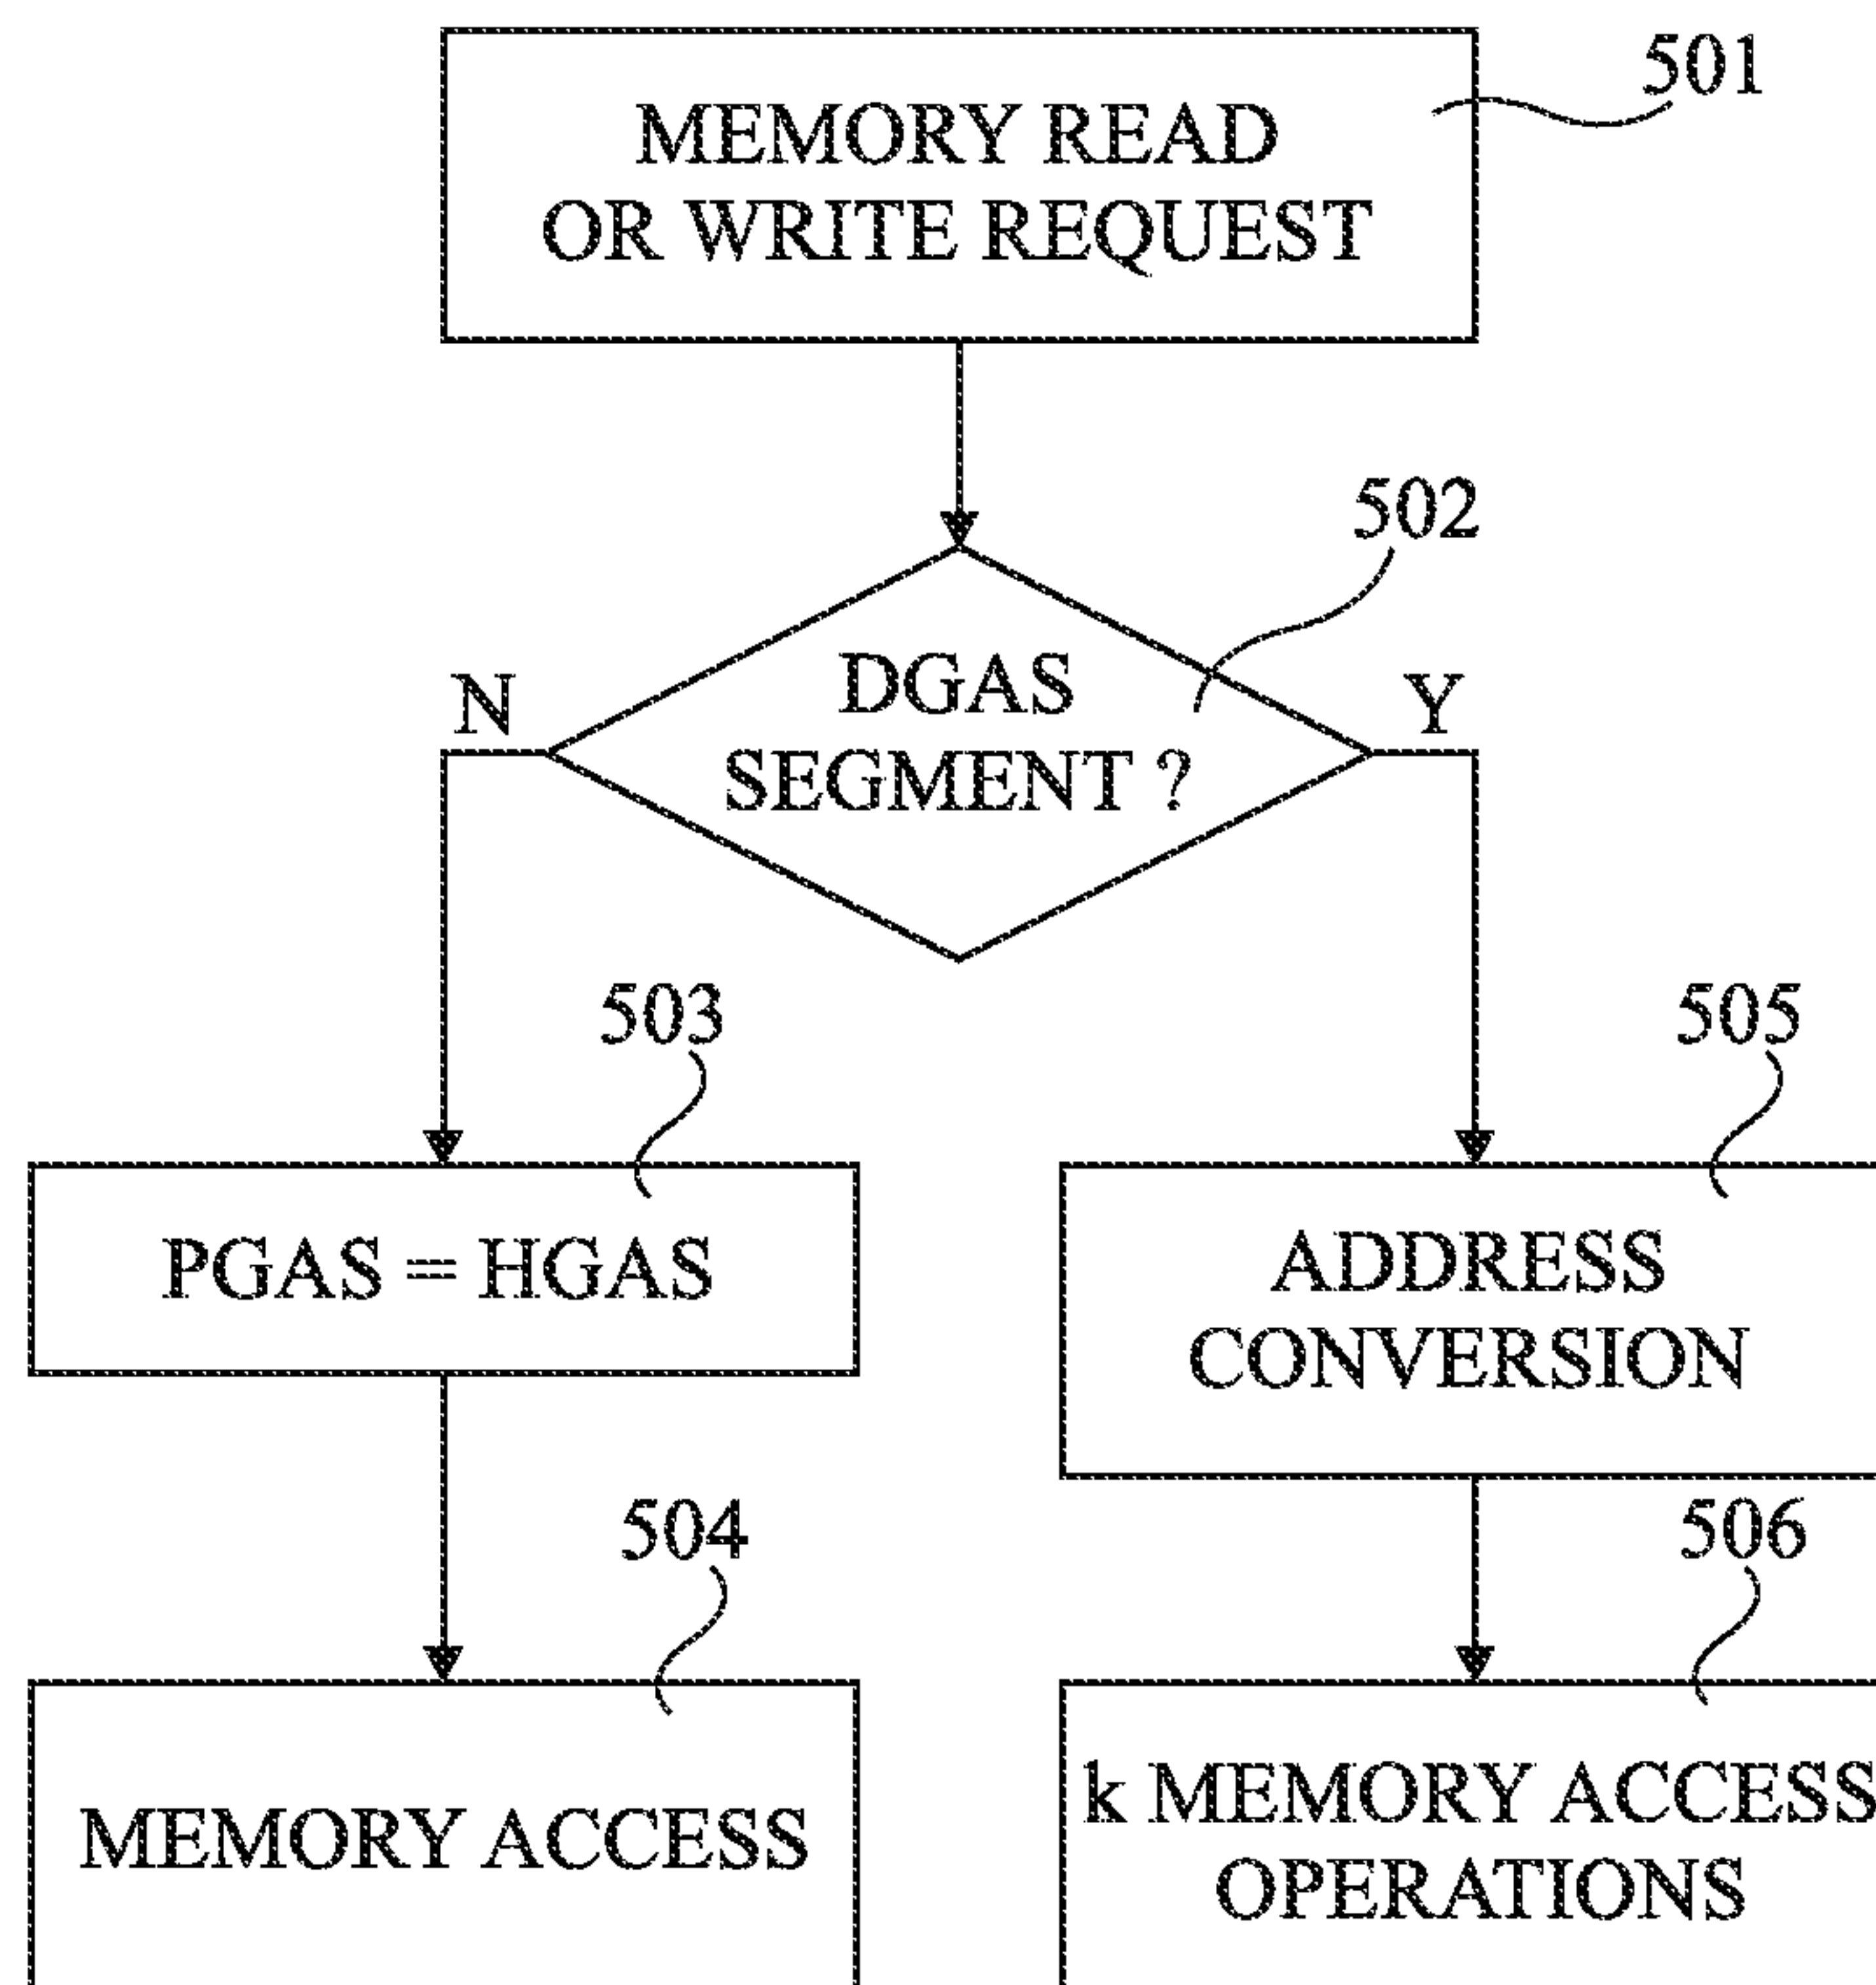 501
MEMORY READ
OR WRITE REQUEST
502
N
DGAS
SEGMENT ?
Y
503
505
PGAS = HGAS
ADDRESS
CONVERSION
504
506
MEMORY ACCESS
k MEMORY ACCESS
OPERATIONS